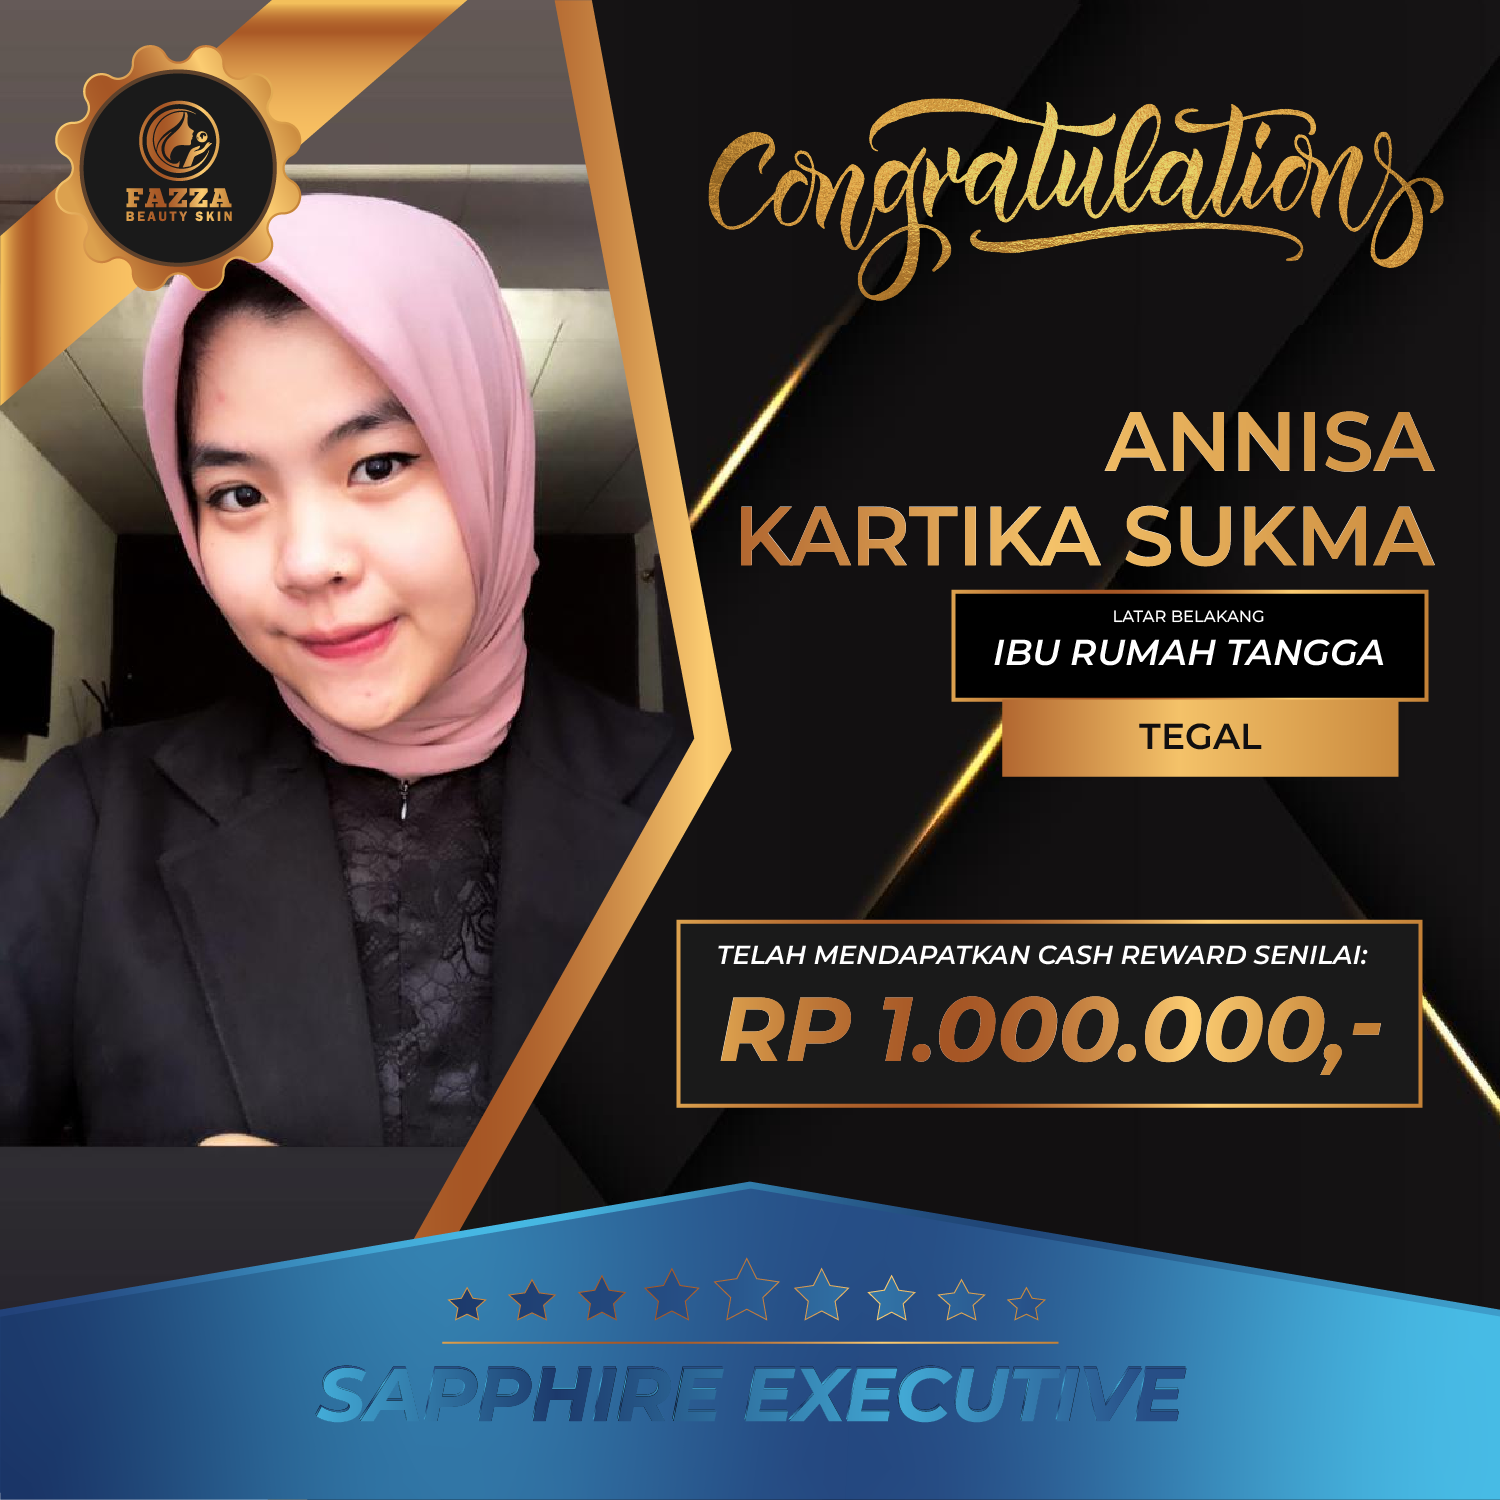 FAZZA
BEAUTY SKIN
Congratulations
ANNISA
KARTIKA SUKMA
LATAR BELAKANG
IBU RUMAH TANGGA
TEGAL
TELAH MENDAPATKAN CASH REWARD SENILAI:
RP 1.000.000,-
SAPPHIRE EXECUTIVE